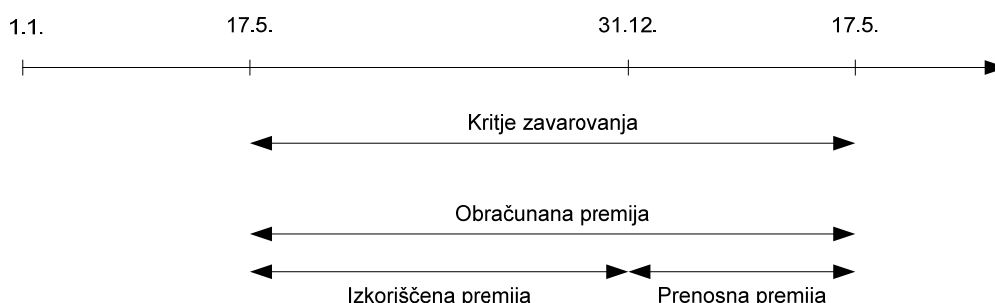 1.1. 17.5. 31.12. 17.5.
Kritje zavarovanja
Obračunana premija
Izkoriščena premija Prenosna premija